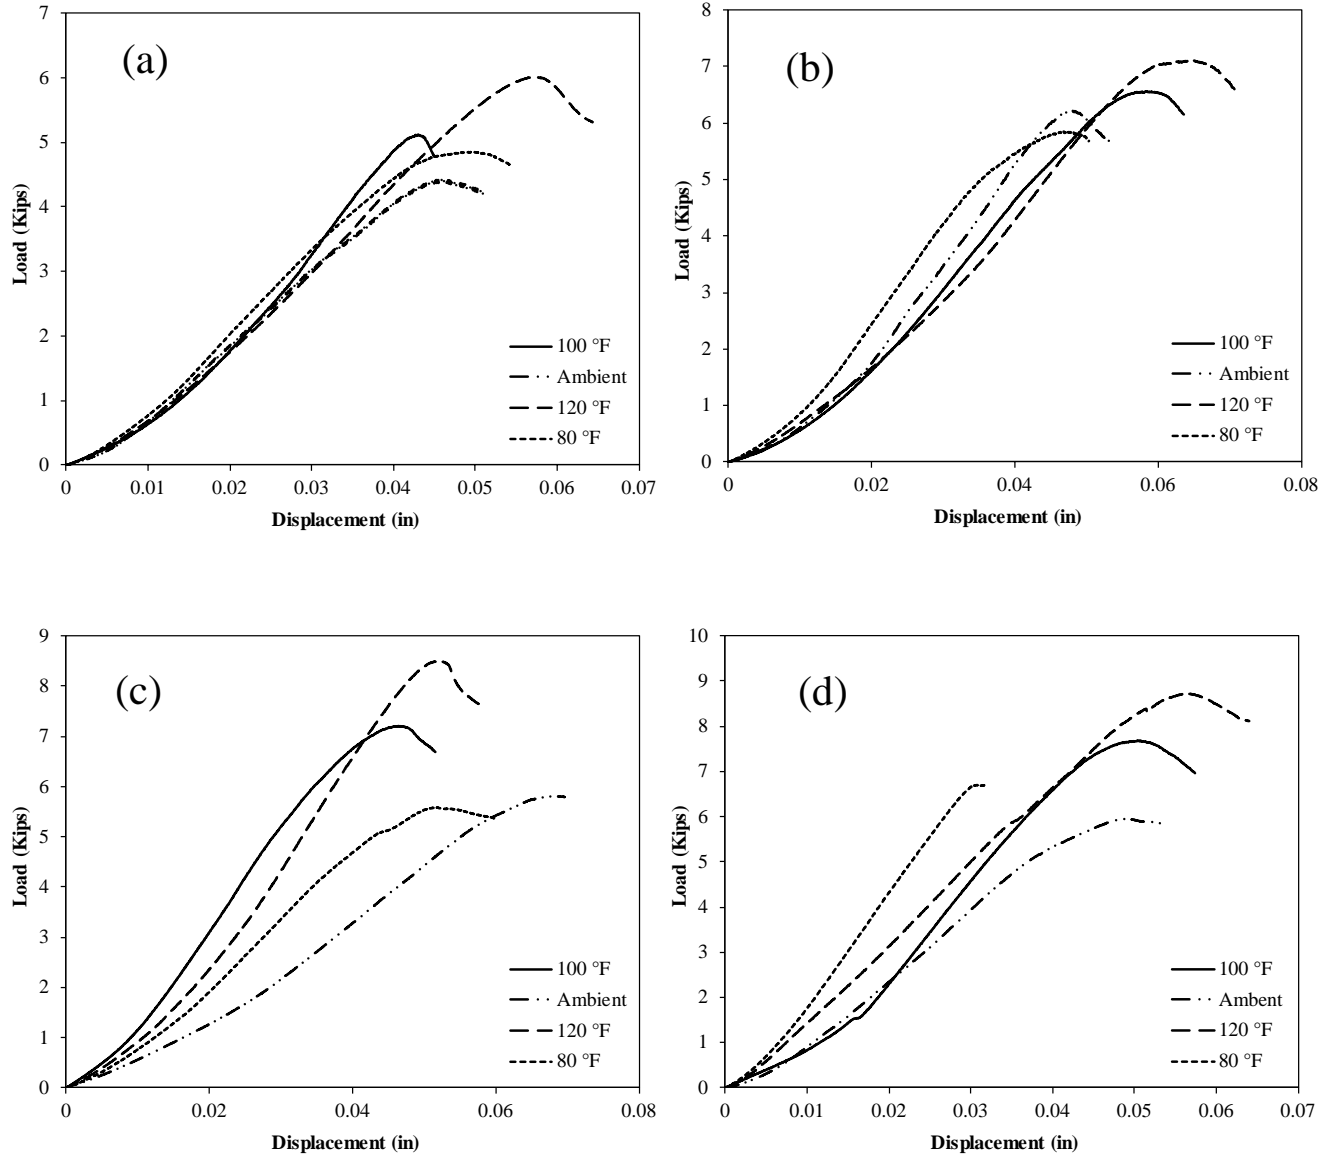 (a)
7
6
5
4
3
2
1
0
Load (Kips)
100 °F
Ambient
120 °F
80 °F
0 0.01 0.02 0.03 0.04 0.05 0.06 0.07
Displacement (in)
(b)
8
7
6
5
4
3
2
1
0
Load (Kips)
100 °F
Ambient
120 °F
80 °F
0 0.02 0.04 0.06 0.08
Displacement (in)
(c)
9
8
7
6
5
4
3
2
1
0
Load (Kips)
100 °F
Ambient
120 °F
80 °F
0 0.02 0.04 0.06 0.08
Displacement (in)
(d)
10
9
8
7
6
5
4
3
2
1
0
Load (Kips)
100 °F
Ambent
120 °F
80 °F
0 0.01 0.02 0.03 0.04 0.05 0.06 0.07
Displacement (in)